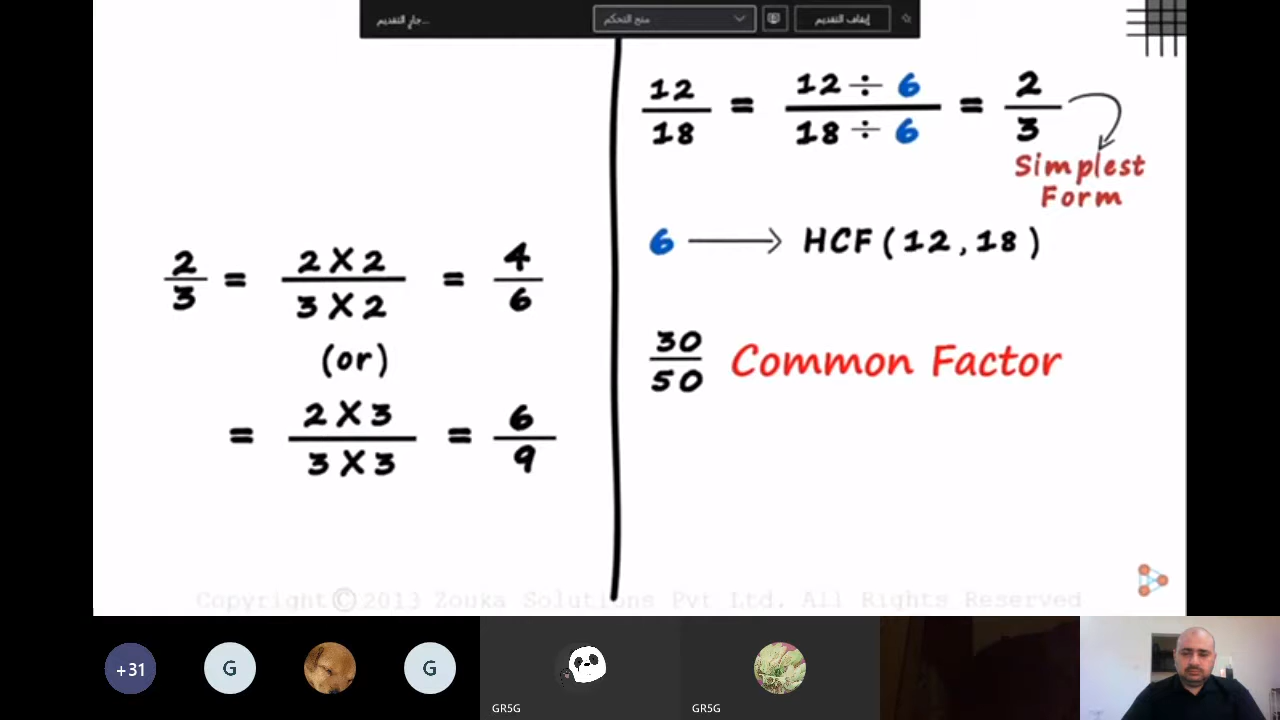 جارٍ التقديم...
منح التحكم
إيقاف التقديم
2/3 = 2 X 2 / 3 X 2 = 4/6
(or)
= 2 X 3 / 3 X 3 = 6/9
12/18 = 12 ÷ 6 / 18 ÷ 6 = 2/3
Simplest
Form
6 → HCF (12, 18)
30/50 Common Factor
Copyright © 2013 Zouka Solutions Pvt Ltd. All Rights Reserved
+31
G
G
GR5G
GR5G